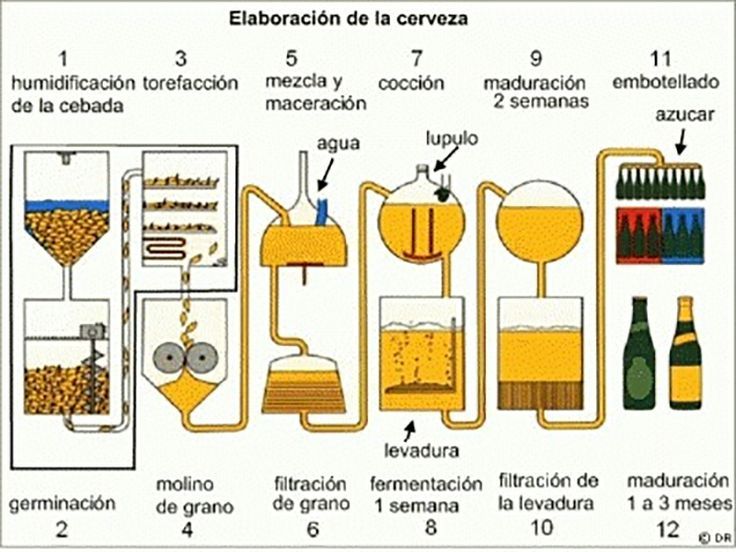 Elaboración de la cerveza
1
humidificación
de la cebada
3
torefacción
5
mezcla y
maceración
7
cocción
9
maduración
2 semanas
11
embotellado
azucar
agua
lupulo
levadura
germinación
2
molino
de grano
4
filtración
de grano
6
fermentación
1 semana
8
filtración de
la levadura
10
maduración
1 a 3 meses
12
© DR